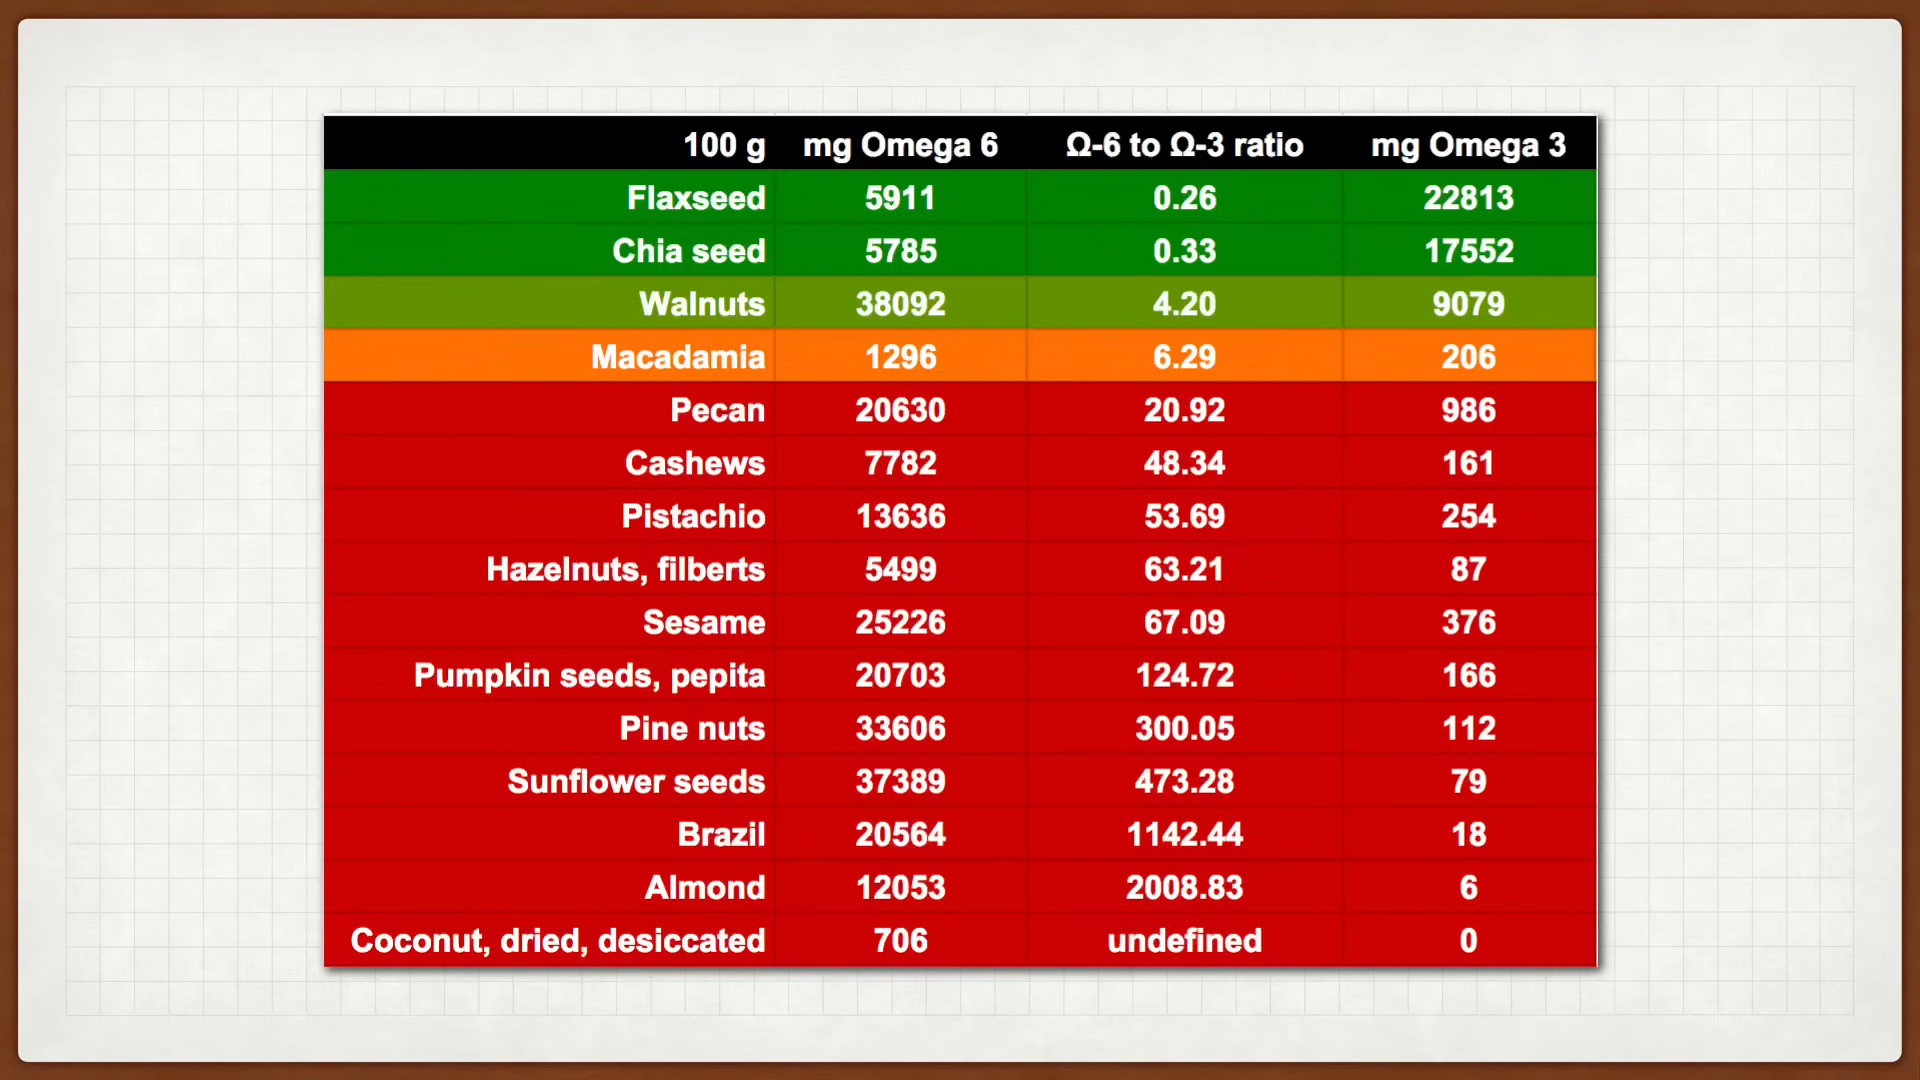 100 g mg Omega 6 Ω-6 to Ω-3 ratio mg Omega 3
Flaxseed 5911 0.26 22813
Chia seed 5785 0.33 17552
Walnuts 38092 4.20 9079
Macadamia 1296 6.29 206
Pecan 20630 20.92 986
Cashews 7782 48.34 161
Pistachio 13636 53.69 254
Hazelnuts, filberts 5499 63.21 87
Sesame 25226 67.09 376
Pumpkin seeds, pepita 20703 124.72 166
Pine nuts 33606 300.05 112
Sunflower seeds 37389 473.28 79
Brazil 20564 1142.44 18
Almond 12053 2008.83 6
Coconut, dried, desiccated 706 undefined 0